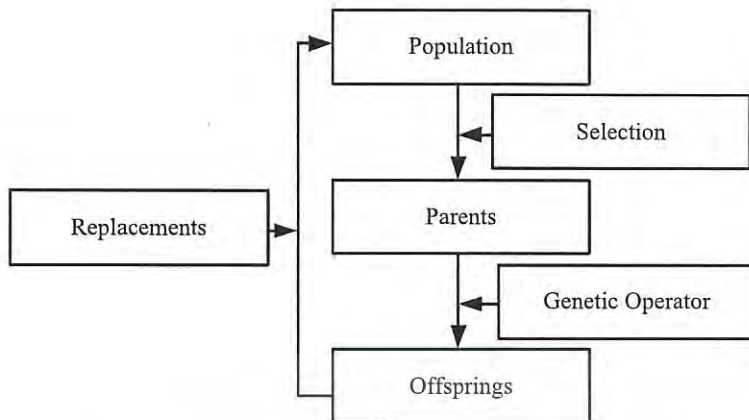 Population
Selection
Replacements
Parents
Genetic Operator
Offsprings